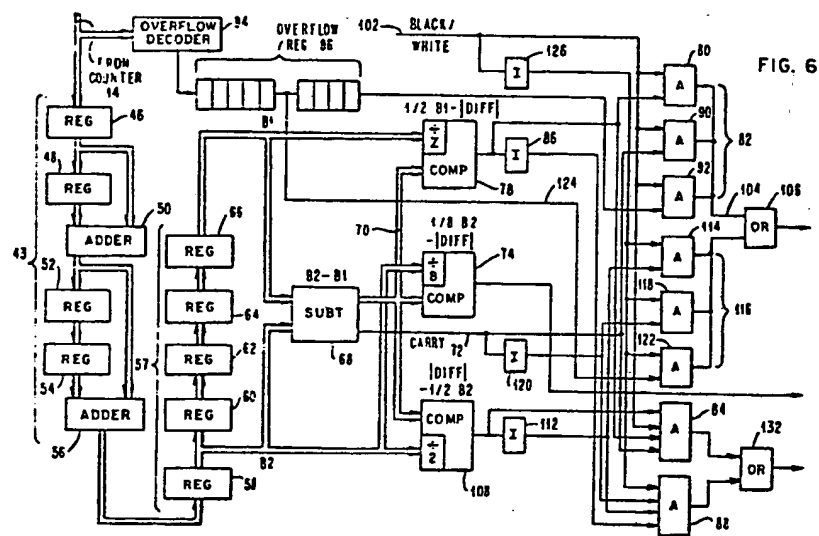 OVERFLOW
DECODER
94
OVERFLOW
REG 96
102
BLACK/
WHITE
126
I
80
A
FIG. 6
FROM
COUNTER
14
43
REG
46
B1
1/2 B1-|DIFF|
÷
2
COMP
78
I
86
A
90
82
A
92
48
REG
50
ADDER
66
REG
70
124
104
106
OR
114
A
1/8 B2
-|DIFF|
÷
8
COMP
74
52
REG
B2-B1
SUBT
68
REG
64
118
A
116
57
54
REG
REG
62
CARRY
72
I
120
122
A
ADDER
56
REG
60
|DIFF|
-1/2 B2
COMP
÷
2
108
I
112
84
A
132
OR
B2
REG
58
A
88